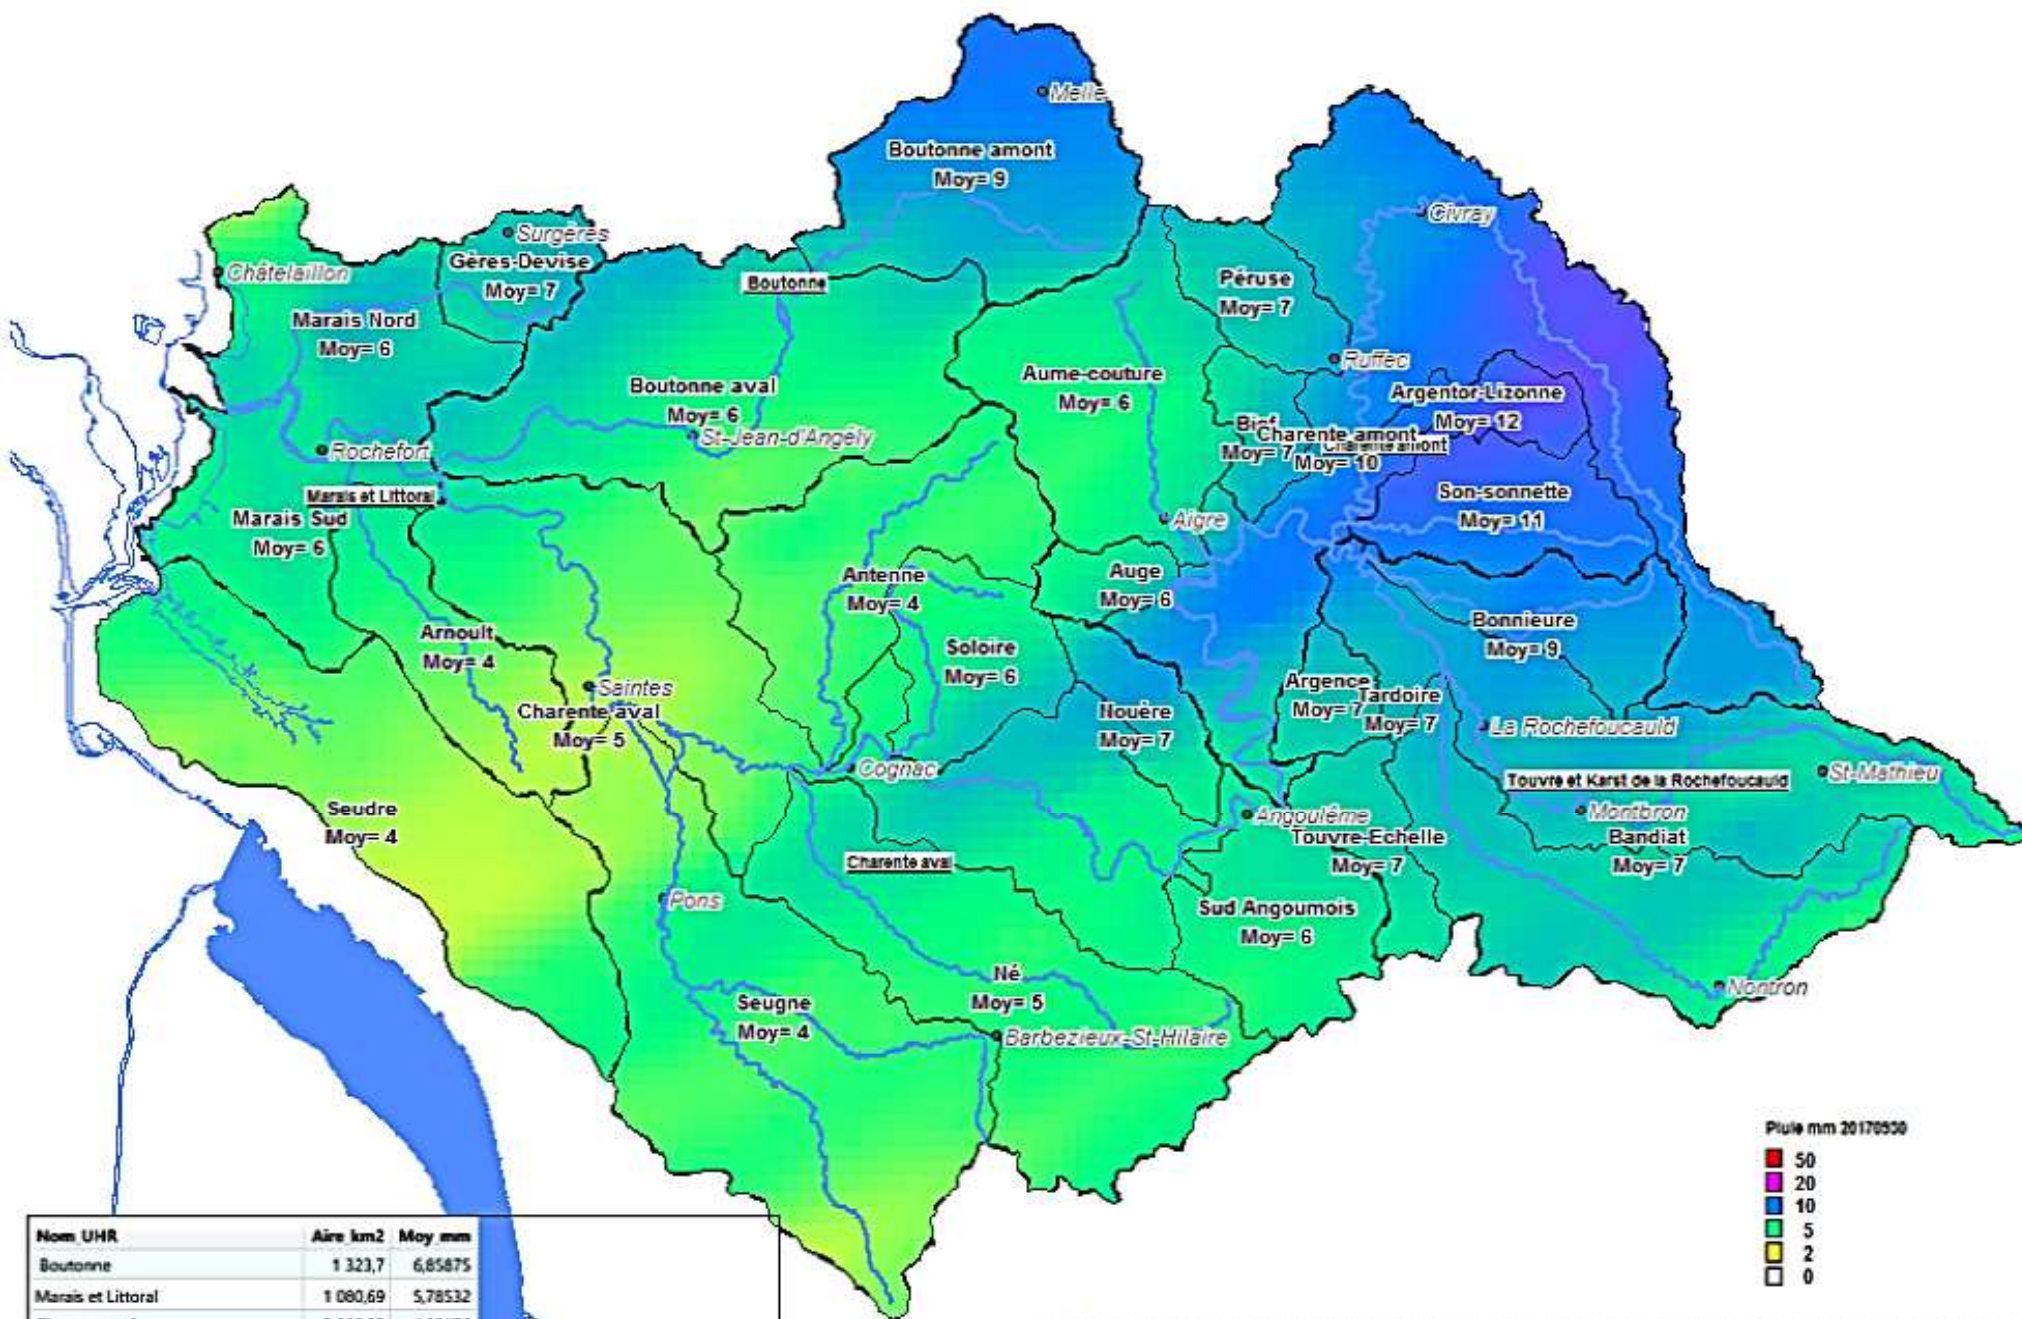 Melle
Boutonne amont
Moy= 9
Civray
Surgères
Gères-Devise
Moy= 7
Châtelaillon
Boutonne
Péruse
Moy= 7
Marais Nord
Moy= 6
Ruffec
Boutonne aval
Moy= 6
St-Jean-d'Angély
Aume-couture
Moy= 6
Argentor-Lizonne
Moy= 12
Moy= 7
Charente amont
Moy= 10
Charente amont
Rochefort
Marais et Littoral
Marais Sud
Moy= 6
Son-sonnette
Moy= 11
Aigre
Antenne
Moy= 4
Auge
Moy= 6
Arnoult
Moy= 4
Soloire
Moy= 6
Bonnieure
Moy= 9
Saintes
Charente aval
Moy= 5
Nouère
Moy= 7
Argence
Moy= 7
Tardoire
Moy= 7
La Rochefoucauld
Cognac
Touvre et Karst de la Rochefoucauld
St-Mathieu
Seudre
Moy= 4
Angoulême
Montbron
Touvre-Echelle
Moy= 7
Bandiat
Moy= 7
Charente aval
Pons
Sud Angoumois
Moy= 6
Né
Moy= 5
Nontron
Seugne
Moy= 4
Barbezieux-St-Hilaire
Pluie mm 20170930
50
20
10
5
2
0
Nom_UHR Aire_km2 Moy_mm
Boutonne 1 323,7 6,85875
Marais et Littoral 1 080,69 5,78532